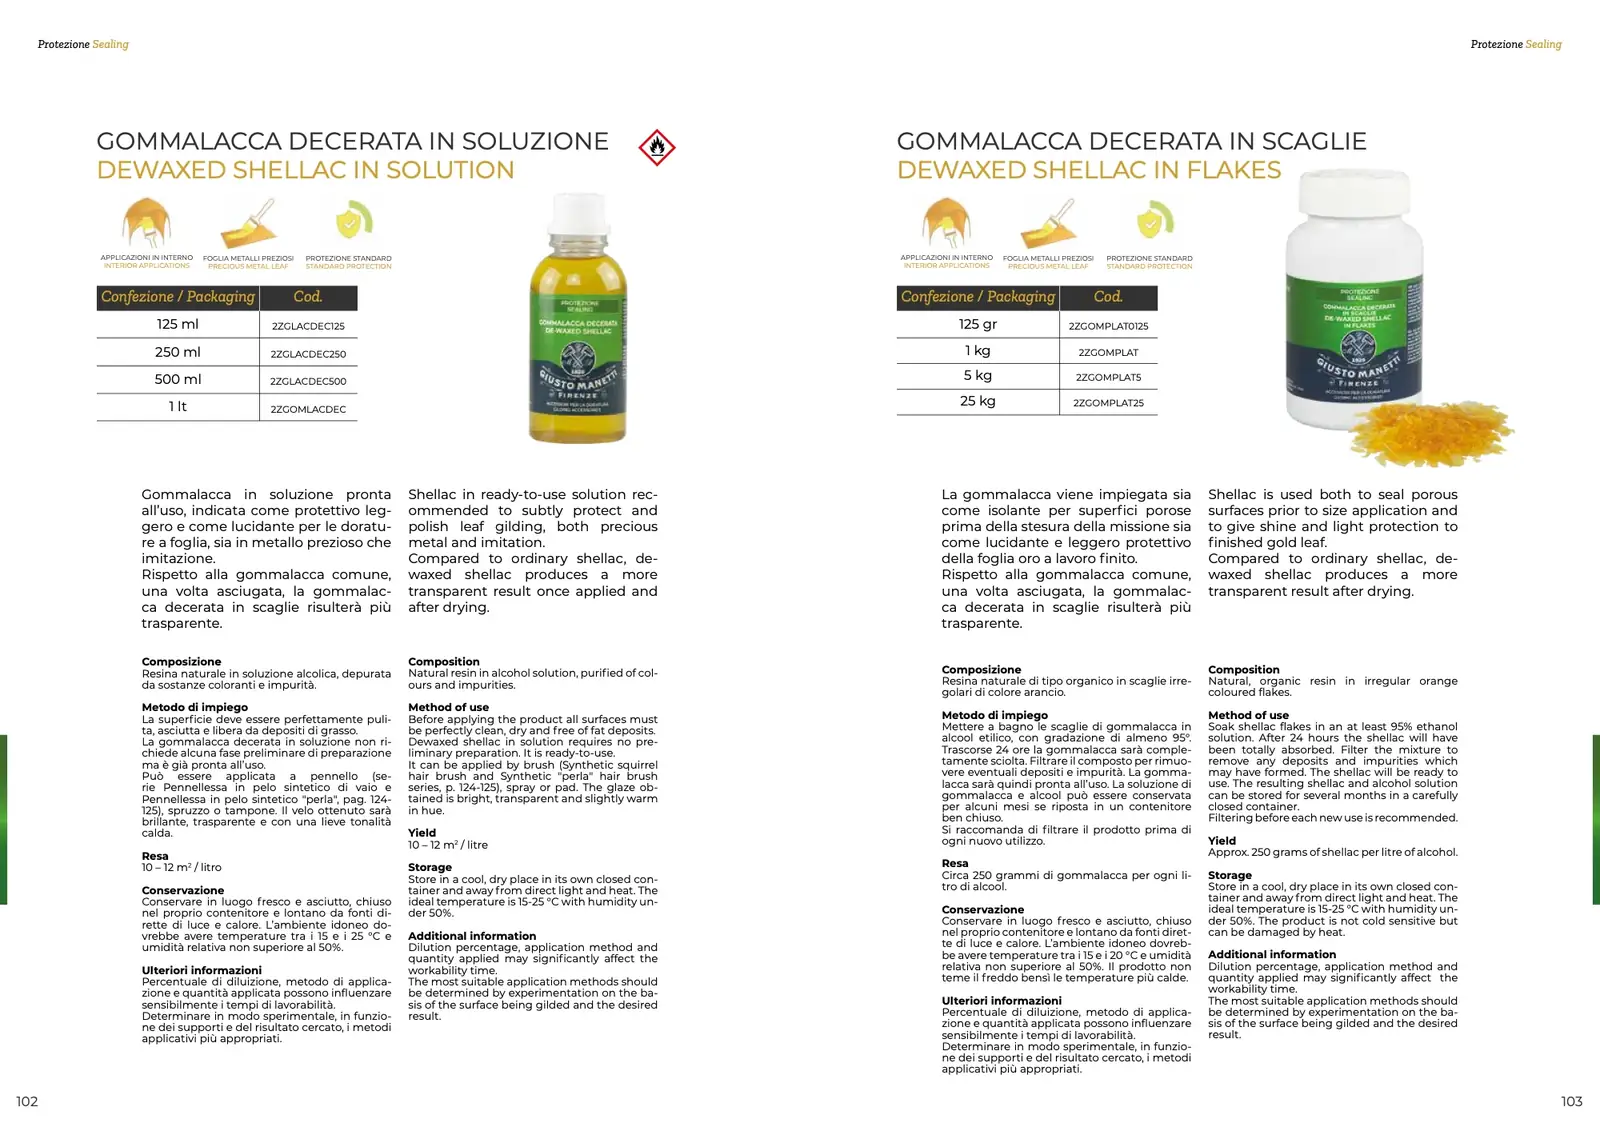 Protezione Sealing
GOMMALACCA DECERATA IN SOLUZIONE
DEWAXED SHELLAC IN SOLUTION
APPLICAZIONI IN INTERNO
INTERIOR APPLICATIONS
FOGLIA METALLI PREZIOSI
PRECIOUS METAL LEAF
PROTEZIONE STANDARD
STANDARD PROTECTION
Confezione / Packaging Cod.
125 ml 2ZGLACDEC125
250 ml 2ZGLACDEC250
500 ml 2ZGLACDEC500
1 lt 2ZGOMLACDEC
PROTEZIONE
SEALING
GOMMALACCA DECERATA
DE-WAXED SHELLAC
1820
GIUSTO MANETTI
FIRENZE
ACCESSORI PER LA DORATURA
GILDING ACCESSORIES
Gommalacca in soluzione pronta
all'uso, indicata come protettivo leg-
gero e come lucidante per le doratu-
re a foglia, sia in metallo prezioso che
imitazione.
Rispetto alla gommalacca comune,
una volta asciugata, la gommalac-
ca decerata in scaglie risulterà più
trasparente.
Shellac in ready-to-use solution rec-
ommended to subtly protect and
polish leaf gilding, both precious
metal and imitation.
Compared to ordinary shellac, de-
waxed shellac produces a more
transparent result once applied and
after drying.
Composizione
Resina naturale in soluzione alcolica, depurata
da sostanze coloranti e impurità.
Metodo di impiego
La superficie deve essere perfettamente puli-
ta, asciutta e libera da depositi di grasso.
La gommalacca decerata in soluzione non ri-
chiede alcuna fase preliminare di preparazione
ma è già pronta all'uso.
Può essere applicata a pennello (se-
rie Pennellessa in pelo sintetico di vaio e
Pennellessa in pelo sintetico "perla", pag. 124-
125), spruzzo o tampone. Il velo ottenuto sarà
brillante, trasparente e con una lieve tonalità
calda.
Resa
10 – 12 m² / litro
Conservazione
Conservare in luogo fresco e asciutto, chiuso
nel proprio contenitore e lontano da fonti di-
rette di luce e calore. L'ambiente idoneo do-
vrebbe avere temperature tra i 15 e i 25 °C e
umidità relativa non superiore al 50%.
Ulteriori informazioni
Percentuale di diluizione, metodo di applica-
zione e quantità applicata possono influenzare
sensibilmente i tempi di lavorabilità.
Determinare in modo sperimentale, in funzio-
ne dei supporti e del risultato cercato, i metodi
applicativi più appropriati.
Composition
Natural resin in alcohol solution, purified of col-
ours and impurities.
Method of use
Before applying the product all surfaces must
be perfectly clean, dry and free of fat deposits.
Dewaxed shellac in solution requires no pre-
liminary preparation. It is ready-to-use.
It can be applied by brush (Synthetic squirrel
hair brush and Synthetic "perla" hair brush
series, p. 124-125), spray or pad. The glaze ob-
tained is bright, transparent and slightly warm
in hue.
Yield
10 – 12 m² / litre
Storage
Store in a cool, dry place in its own closed con-
tainer and away from direct light and heat. The
ideal temperature is 15-25 °C with humidity un-
der 50%.
Additional information
Dilution percentage, application method and
quantity applied may significantly affect the
workability time.
The most suitable application methods should
be determined by experimentation on the ba-
sis of the surface being gilded and the desired
result.
102
Protezione Sealing
GOMMALACCA DECERATA IN SCAGLIE
DEWAXED SHELLAC IN FLAKES
APPLICAZIONI IN INTERNO
INTERIOR APPLICATIONS
FOGLIA METALLI PREZIOSI
PRECIOUS METAL LEAF
PROTEZIONE STANDARD
STANDARD PROTECTION
Confezione / Packaging Cod.
125 gr 2ZGOMPLAT0125
1 kg 2ZGOMPLAT
5 kg 2ZGOMPLAT5
25 kg 2ZGOMPLAT25
PROTEZIONE
SEALING
GOMMALACCA DECERATA
IN SCAGLIE
DE-WAXED SHELLAC
IN FLAKES
1820
GIUSTO MANETTI
FIRENZE
ACCESSORI PER LA DORATURA
GILDING ACCESSORIES
La gommalacca viene impiegata sia
come isolante per superfici porose
prima della stesura della missione sia
come lucidante e leggero protettivo
della foglia oro a lavoro finito.
Rispetto alla gommalacca comune,
una volta asciugata, la gommalac-
ca decerata in scaglie risulterà più
trasparente.
Shellac is used both to seal porous
surfaces prior to size application and
to give shine and light protection to
finished gold leaf.
Compared to ordinary shellac, de-
waxed shellac produces a more
transparent result after drying.
Composizione
Resina naturale di tipo organico in scaglie irre-
golari di colore arancio.
Metodo di impiego
Mettere a bagno le scaglie di gommalacca in
alcool etilico, con gradazione di almeno 95°.
Trascorse 24 ore la gommalacca sarà comple-
tamente sciolta. Filtrare il composto per rimuo-
vere eventuali depositi e impurità. La gomma-
lacca sarà quindi pronta all'uso. La soluzione di
gommalacca e alcool può essere conservata
per alcuni mesi se riposta in un contenitore
ben chiuso.
Si raccomanda di filtrare il prodotto prima di
ogni nuovo utilizzo.
Resa
Circa 250 grammi di gommalacca per ogni li-
tro di alcool.
Conservazione
Conservare in luogo fresco e asciutto, chiuso
nel proprio contenitore e lontano da fonti diret-
te di luce e calore. L'ambiente idoneo dovreb-
be avere temperature tra i 15 e i 20 °C e umidità
relativa non superiore al 50%. Il prodotto non
teme il freddo bensì le temperature più calde.
Ulteriori informazioni
Percentuale di diluizione, metodo di applica-
zione e quantità applicata possono influenzare
sensibilmente i tempi di lavorabilità.
Determinare in modo sperimentale, in funzio-
ne dei supporti e del risultato cercato, i metodi
applicativi più appropriati.
Composition
Natural, organic resin in irregular orange
coloured flakes.
Method of use
Soak shellac flakes in an at least 95% ethanol
solution. After 24 hours the shellac will have
been totally absorbed. Filter the mixture to
remove any deposits and impurities which
may have formed. The shellac will be ready to
use. The resulting shellac and alcohol solution
can be stored for several months in a carefully
closed container.
Filtering before each new use is recommended.
Yield
Approx. 250 grams of shellac per litre of alcohol.
Storage
Store in a cool, dry place in its own closed con-
tainer and away from direct light and heat. The
ideal temperature is 15-25 °C with humidity un-
der 50%. The product is not cold sensitive but
can be damaged by heat.
Additional information
Dilution percentage, application method and
quantity applied may significantly affect the
workability time.
The most suitable application methods should
be determined by experimentation on the ba-
sis of the surface being gilded and the desired
result.
103